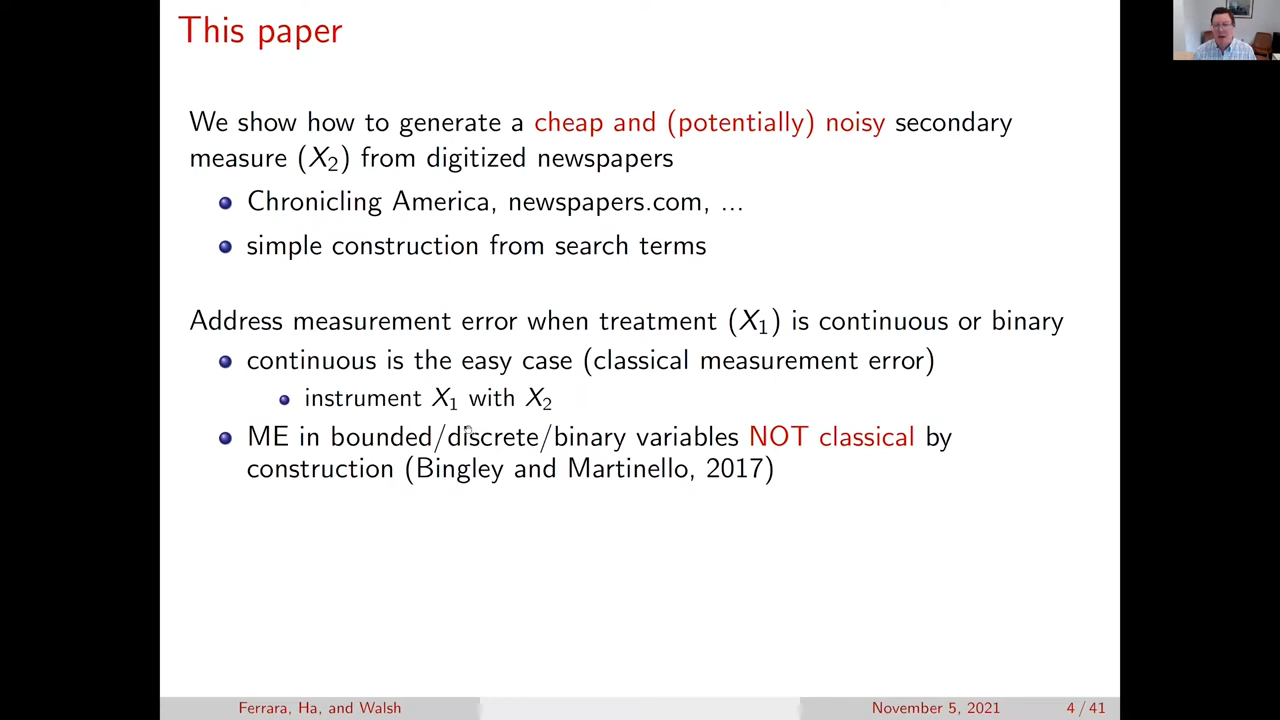 This paper
We show how to generate a cheap and (potentially) noisy secondary
measure (X₂) from digitized newspapers
Chronicling America, newspapers.com, ...
simple construction from search terms
Address measurement error when treatment (X₁) is continuous or binary
continuous is the easy case (classical measurement error)
instrument X₁ with X₂
ME in bounded/discrete/binary variables NOT classical by
construction (Bingley and Martinello, 2017)
Ferrara, Ha, and Walsh
November 5, 2021
4 / 41